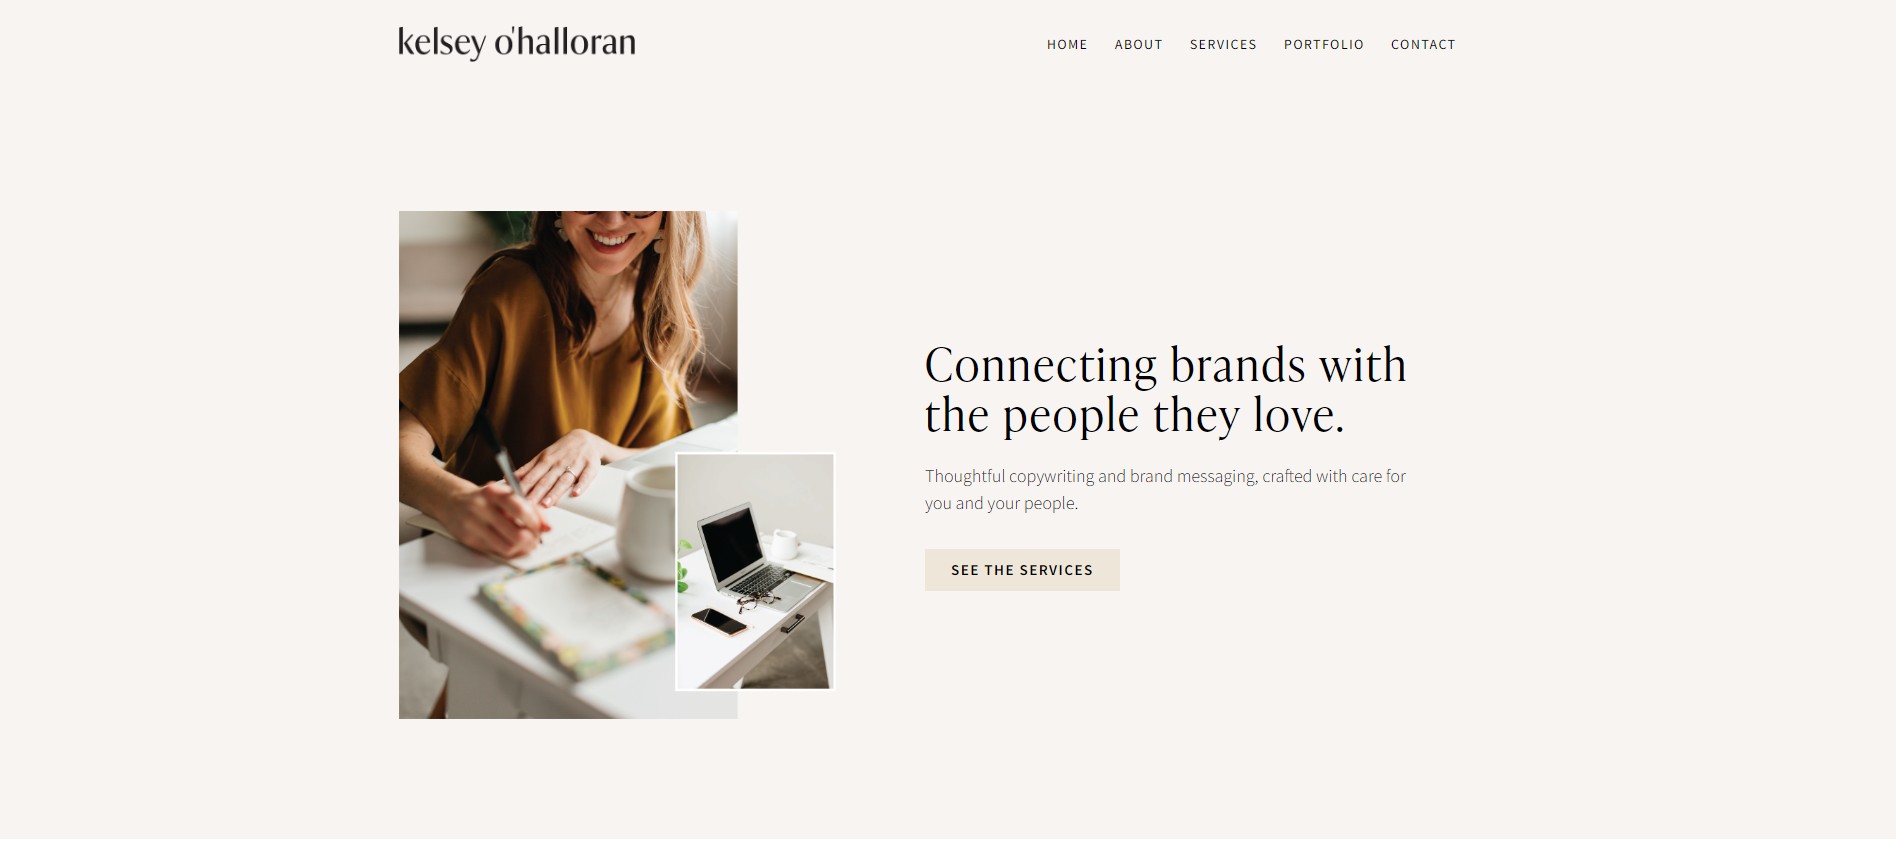 kelsey o'halloran
HOME ABOUT SERVICES PORTFOLIO CONTACT
Connecting brands with
the people they love.
Thoughtful copywriting and brand messaging, crafted with care for
you and your people.
SEE THE SERVICES